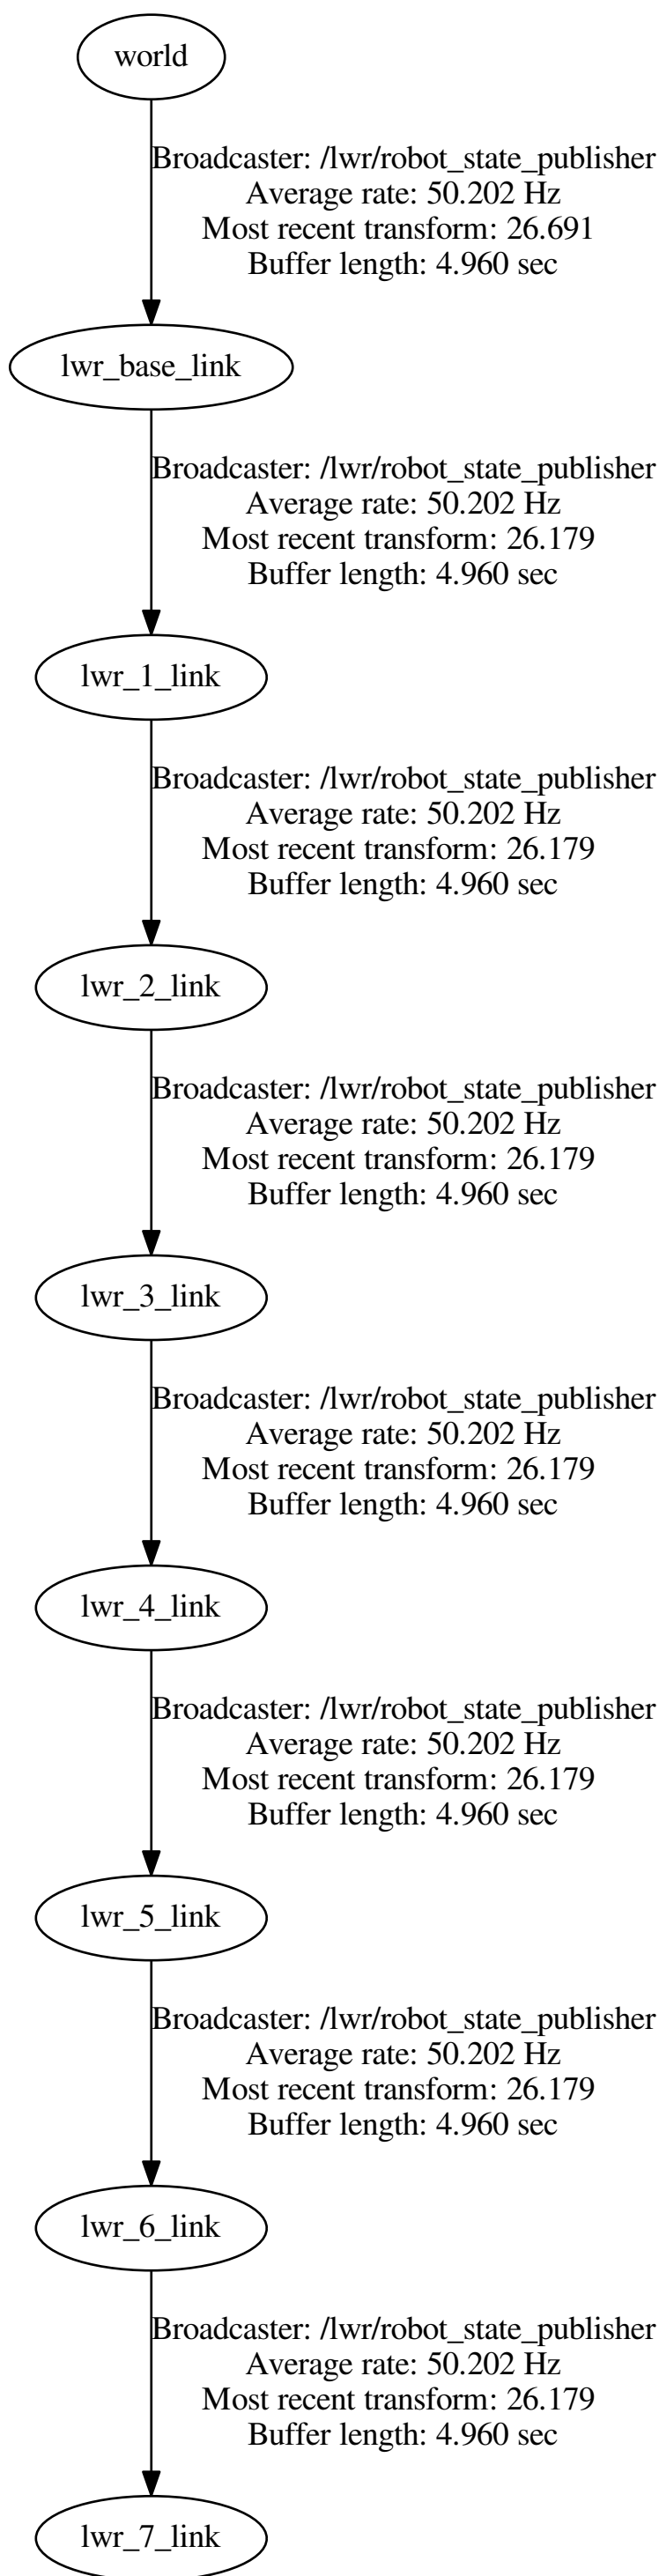 world
Broadcaster: /lwr/robot_state_publisher
Average rate: 50.202 Hz
Most recent transform: 26.691
Buffer length: 4.960 sec
lwr_base_link
Broadcaster: /lwr/robot_state_publisher
Average rate: 50.202 Hz
Most recent transform: 26.179
Buffer length: 4.960 sec
lwr_1_link
Broadcaster: /lwr/robot_state_publisher
Average rate: 50.202 Hz
Most recent transform: 26.179
Buffer length: 4.960 sec
lwr_2_link
Broadcaster: /lwr/robot_state_publisher
Average rate: 50.202 Hz
Most recent transform: 26.179
Buffer length: 4.960 sec
lwr_3_link
Broadcaster: /lwr/robot_state_publisher
Average rate: 50.202 Hz
Most recent transform: 26.179
Buffer length: 4.960 sec
lwr_4_link
Broadcaster: /lwr/robot_state_publisher
Average rate: 50.202 Hz
Most recent transform: 26.179
Buffer length: 4.960 sec
lwr_5_link
Broadcaster: /lwr/robot_state_publisher
Average rate: 50.202 Hz
Most recent transform: 26.179
Buffer length: 4.960 sec
lwr_6_link
Broadcaster: /lwr/robot_state_publisher
Average rate: 50.202 Hz
Most recent transform: 26.179
Buffer length: 4.960 sec
lwr_7_link